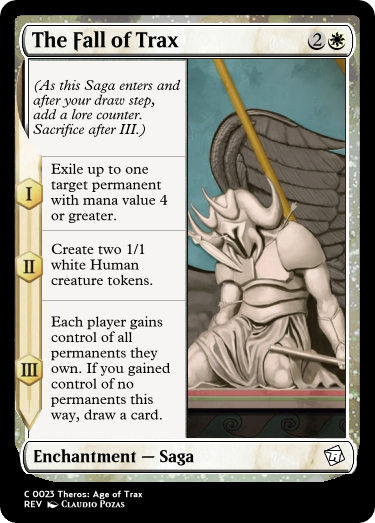 The Fall of Trax
2
(As this Saga enters and
after your draw step,
add a lore counter.
Sacrifice after III.)
I
Exile up to one
target permanent
with mana value 4
or greater.
II
Create two 1/1
white Human
creature tokens.
III
Each player gains
control of all
permanents they
own. If you gained
control of no
permanents this
way, draw a card.
Enchantment — Saga
C 0023 Theros: Age of Trax
REV Claudio Pozas